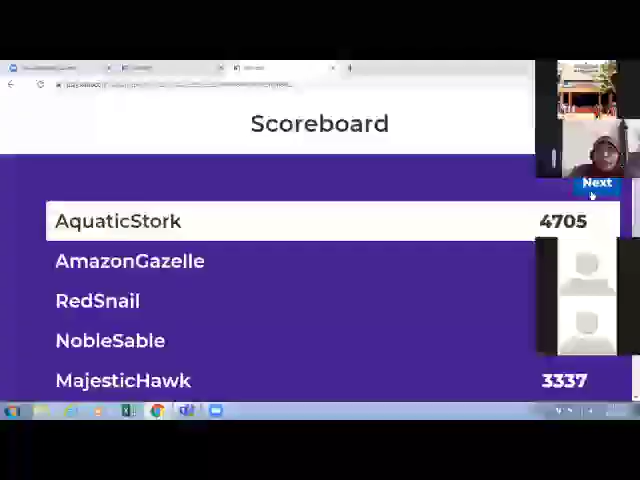 Scoreboard
Next
AquaticStork 4705
AmazonGazelle
RedSnail
NobleSable
MajesticHawk 3337